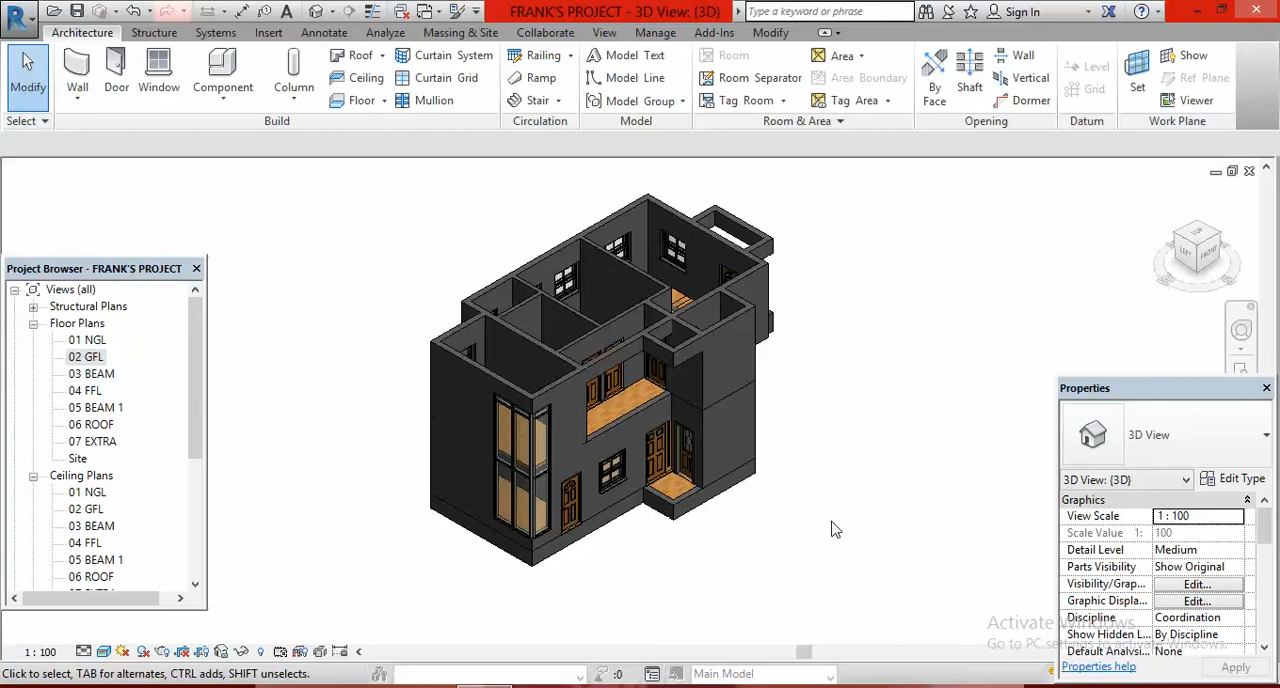 FRANK'S PROJECT - 3D View: {3D}
Type a keyword or phrase
Sign In
Architecture Structure Systems Insert Annotate Analyze Massing & Site Collaborate View Manage Add-Ins Modify
Modify
Wall
Door
Window
Component
Column
Roof
Ceiling
Floor
Curtain System
Curtain Grid
Mullion
Railing
Ramp
Stair
Model Text
Model Line
Model Group
Room
Room Separator
Tag Room
Area
Area Boundary
Tag Area
By
Face
Shaft
Wall
Vertical
Dormer
Level
Grid
Set
Show
Ref Plane
Viewer
Select
Build
Circulation
Model
Room & Area
Opening
Datum
Work Plane
TOP
LEFT
FRONT
Project Browser - FRANK'S PROJECT
Views (all)
Structural Plans
Floor Plans
01 NGL
02 GFL
03 BEAM
04 FFL
05 BEAM 1
06 ROOF
07 EXTRA
Site
Ceiling Plans
01 NGL
02 GFL
03 BEAM
04 FFL
05 BEAM 1
06 ROOF
Properties
3D View
3D View: {3D}
Edit Type
Graphics
View Scale 1 : 100
Scale Value 1: 100
Detail Level Medium
Parts Visibility Show Original
Visibility/Grap... Edit...
Graphic Displa... Edit...
Discipline Coordination
Show Hidden L... By Discipline
Default Analysi... None
Properties help
Apply
Activate Windows
Go to PC settings to activate Windows.
1 : 100
Click to select, TAB for alternates, CTRL adds, SHIFT unselects.
:0
Main Model